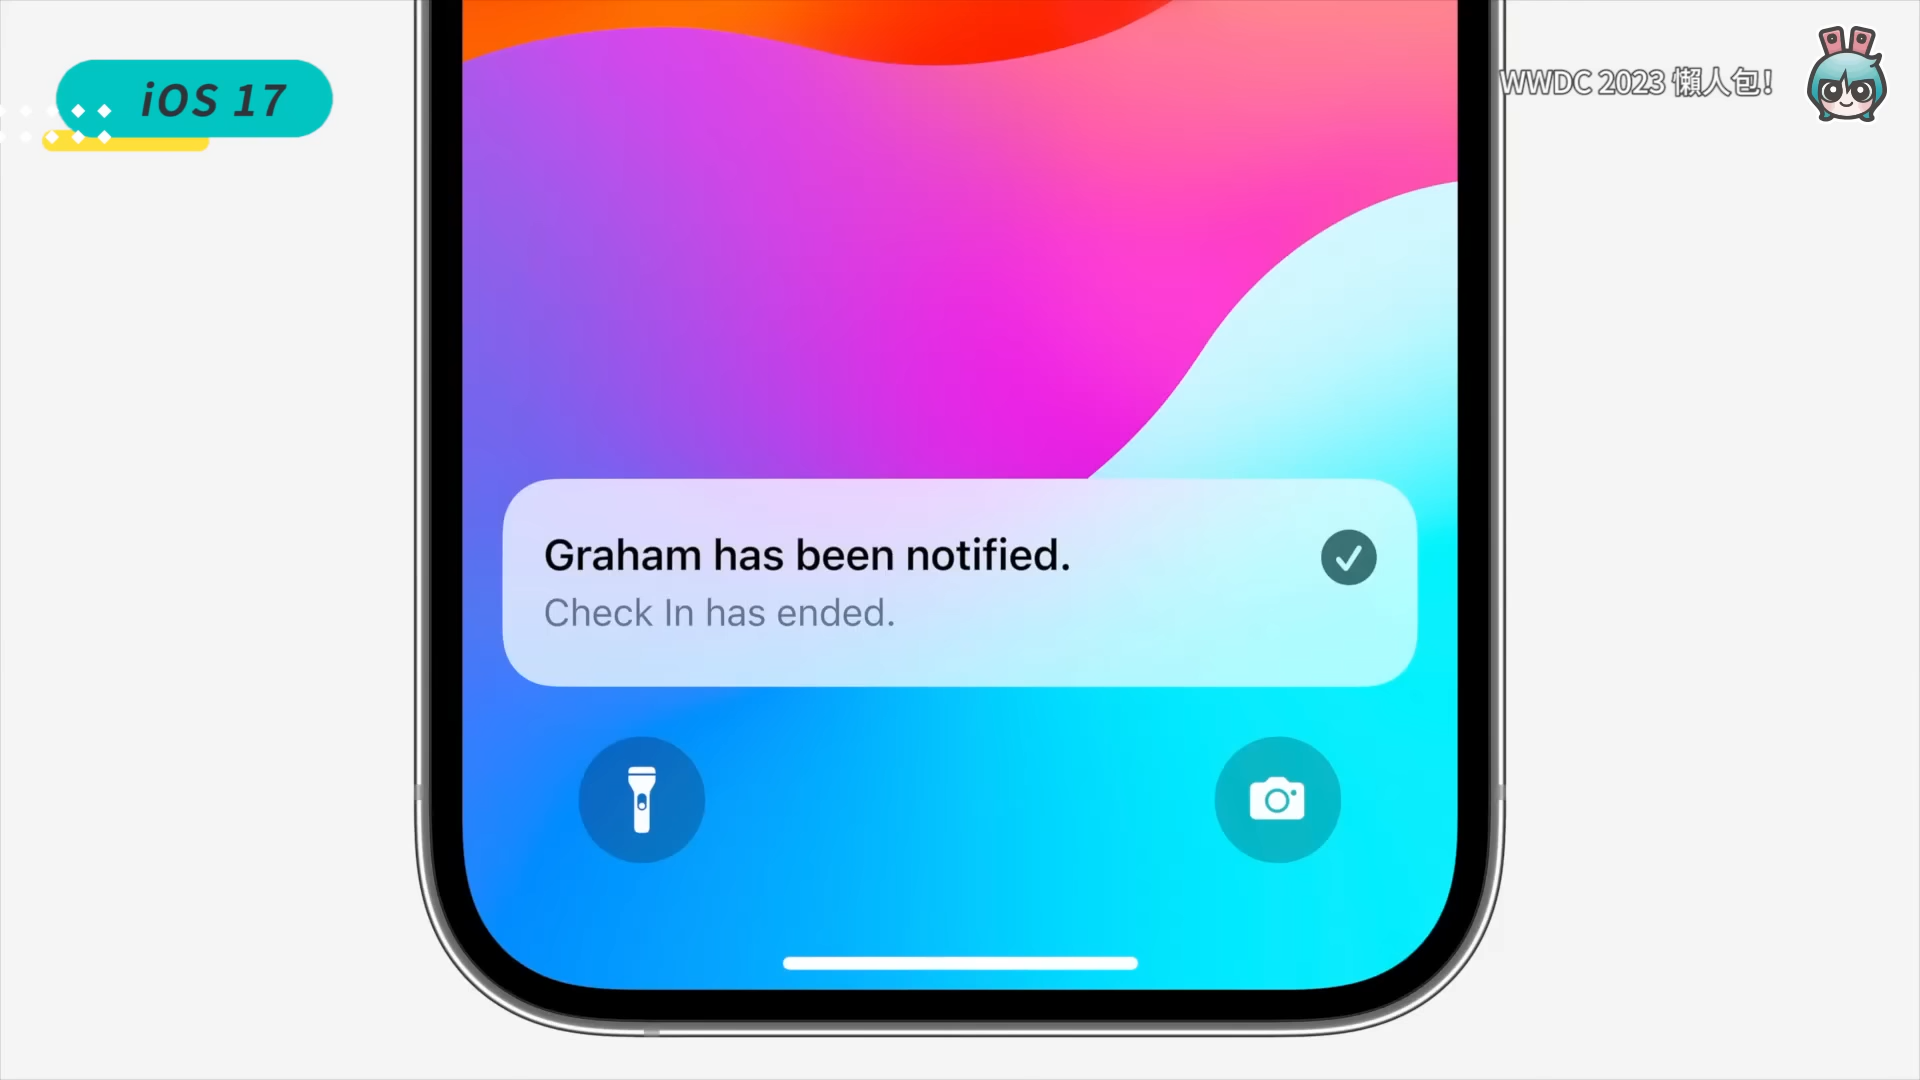 iOS 17
WWDC 2023 懶人包!
Graham has been notified.
Check In has ended.